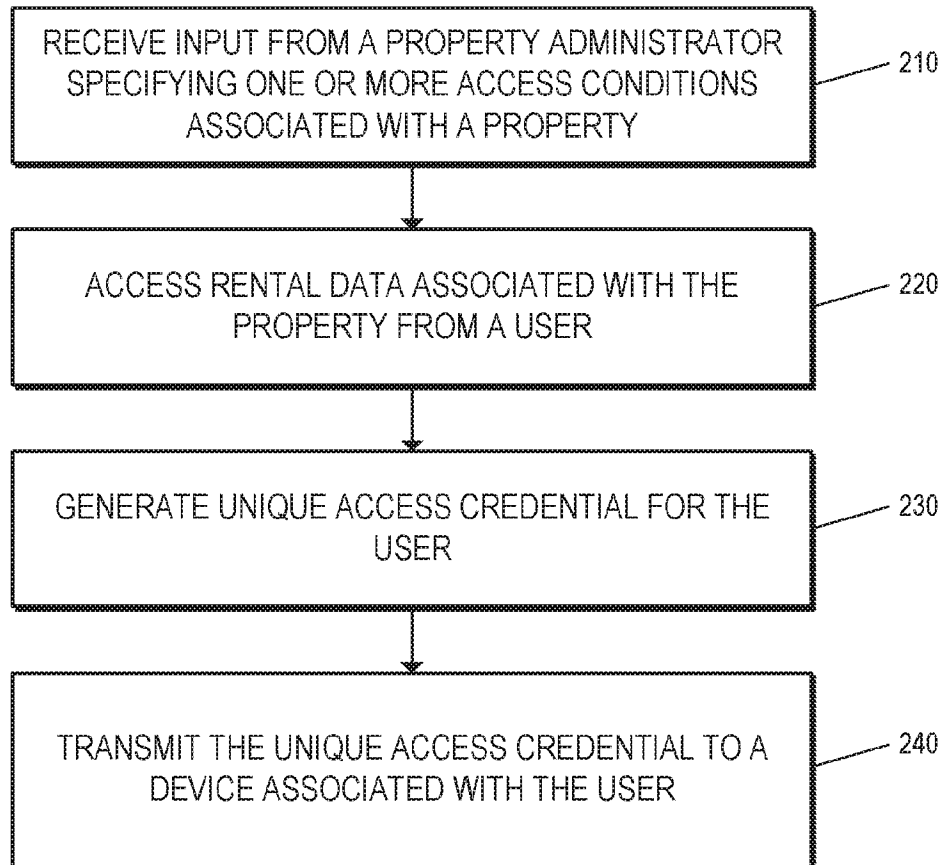 RECEIVE INPUT FROM A PROPERTY ADMINISTRATOR
SPECIFYING ONE OR MORE ACCESS CONDITIONS
ASSOCIATED WITH A PROPERTY
210
ACCESS RENTAL DATA ASSOCIATED WITH THE
PROPERTY FROM A USER
220
GENERATE UNIQUE ACCESS CREDENTIAL FOR THE
USER
230
TRANSMIT THE UNIQUE ACCESS CREDENTIAL TO A
DEVICE ASSOCIATED WITH THE USER
240